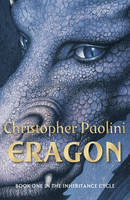 Christopher Paolini
ERAGON
BOOK ONE IN THE INHERITANCE CYCLE